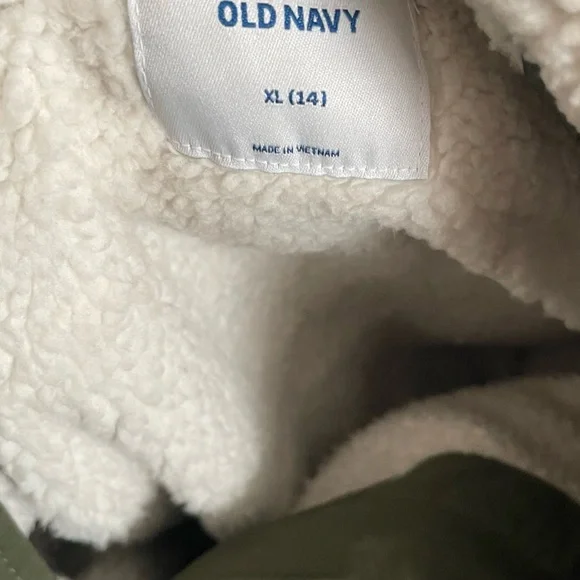 OLD NAVY
XL (14)
MADE IN VIETNAM